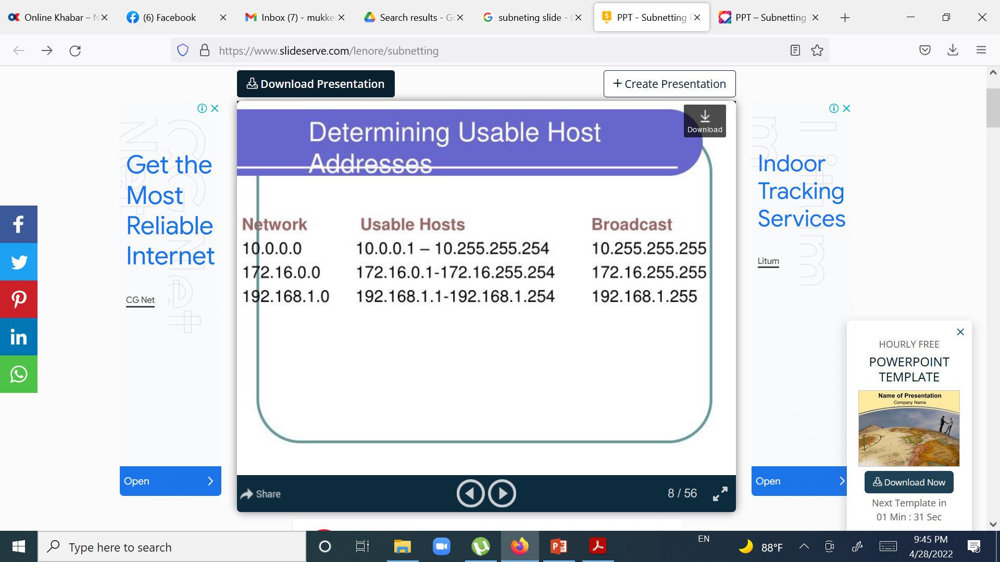 Online Khabar – N
(6) Facebook
Inbox (7) - mukke
Search results - Go
subneting slide -
PPT - Subnetting P
PPT – Subnetting
https://www.slideserve.com/lenore/subnetting
Download Presentation
+ Create Presentation
Download
Determining Usable Host
Addresses
Network Usable Hosts Broadcast
10.0.0.0 10.0.0.1 – 10.255.255.254 10.255.255.255
172.16.0.0 172.16.0.1-172.16.255.254 172.16.255.255
192.168.1.0 192.168.1.1-192.168.1.254 192.168.1.255
Share
8 / 56
CG Net
Get the
Most
Reliable
Internet
CG Net
Open
litum
Indoor
Tracking
Services
Litum
Open
HOURLY FREE
POWERPOINT
TEMPLATE
Name of Presentation
Company Name
Download Now
Next Template in
01 Min : 31 Sec
Type here to search
EN
88°F
9:45 PM
4/28/2022